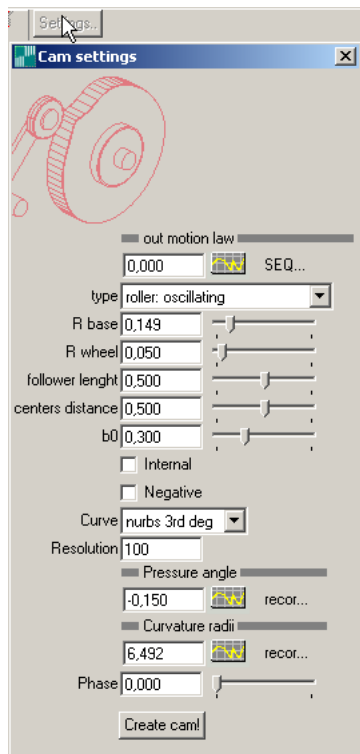 Settings..
Cam settings
out motion law
0,000 SEQ...
type roller: oscillating
R base 0,149
R wheel 0,050
follower lenght 0,500
centers distance 0,500
b0 0,300
Internal
Negative
Curve nurbs 3rd deg
Resolution 100
Pressure angle
-0,150 recor...
Curvature radii
6,492 recor...
Phase 0,000
Create cam!